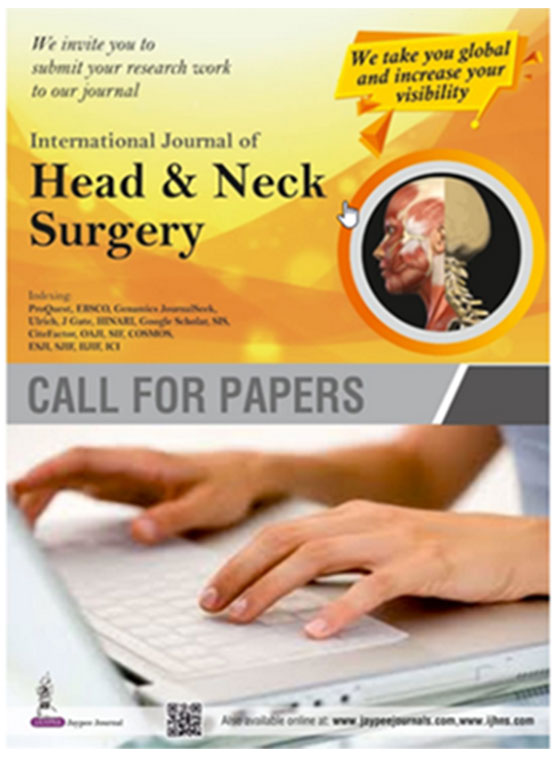 We invite you to
submit your research work
to our journal
We take you global
and increase your
visibility
International Journal of
Head & Neck
Surgery
Indexing:
ProQuest, EBSCO, Genamics JournalSeek,
Ulrich, J Gate, HINARI, Google Scholar, SIS,
CiteFactor, OAJI, SIF, COSMOS,
ESJI, SJIF, IIJIF, ICI
CALL FOR PAPERS
JAYPEE
Jaypee Journal
Also available online at: www.jaypeejournals.com,www.ijhns.com